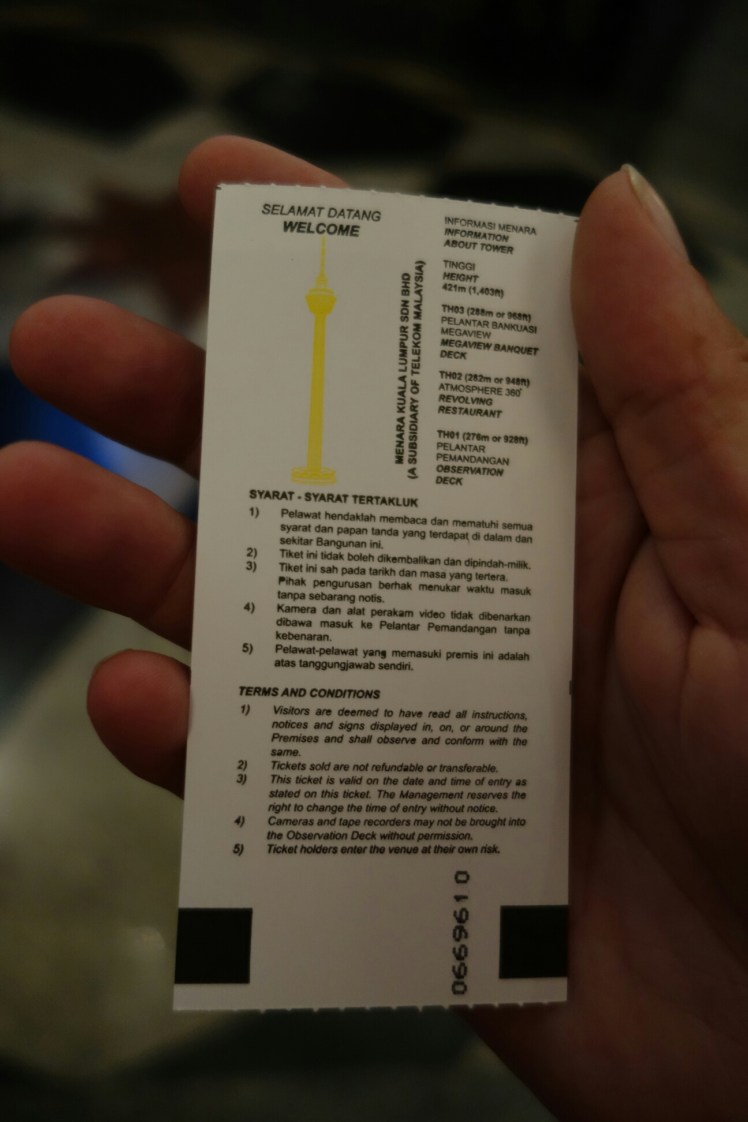 SELAMAT DATANG
WELCOME
MENARA KUALA LUMPUR SDN BHD
(A SUBSIDIARY OF TELEKOM MALAYSIA)
INFORMASI MENARA
INFORMATION
ABOUT TOWER
TINGGI
HEIGHT
421m (1,403ft)
TH03 (288m or 968ft)
PELANTAR BANKUASI
MEGAVIEW
MEGAVIEW BANQUET
DECK
TH02 (282m or 948ft)
ATMOSPHERE 360°
REVOLVING
RESTAURANT
TH01 (276m or 928ft)
PELANTAR
PEMANDANGAN
OBSERVATION
DECK
SYARAT - SYARAT TERTAKLUK
1) Pelawat hendaklah membaca dan mematuhi semua
syarat dan papan tanda yang terdapat di dalam dan
sekitar Bangunan ini.
2) Tiket ini tidak boleh dikembalikan dan dipindah-milik.
3) Tiket ini sah pada tarikh dan masa yang tertera.
Pihak pengurusan berhak menukar waktu masuk
tanpa sebarang notis.
4) Kamera dan alat perakam video tidak dibenarkan
dibawa masuk ke Pelantar Pemandangan tanpa
kebenaran.
5) Pelawat-pelawat yang memasuki premis ini adalah
atas tanggungjawab sendiri.
TERMS AND CONDITIONS
1) Visitors are deemed to have read all instructions,
notices and signs displayed in, on, or around the
Premises and shall observe and conform with the
same.
2) Tickets sold are not refundable or transferable.
3) This ticket is valid on the date and time of entry as
stated on this ticket. The Management reserves the
right to change the time of entry without notice.
4) Cameras and tape recorders may not be brought into
the Observation Deck without permission.
5) Ticket holders enter the venue at their own risk.
0669610